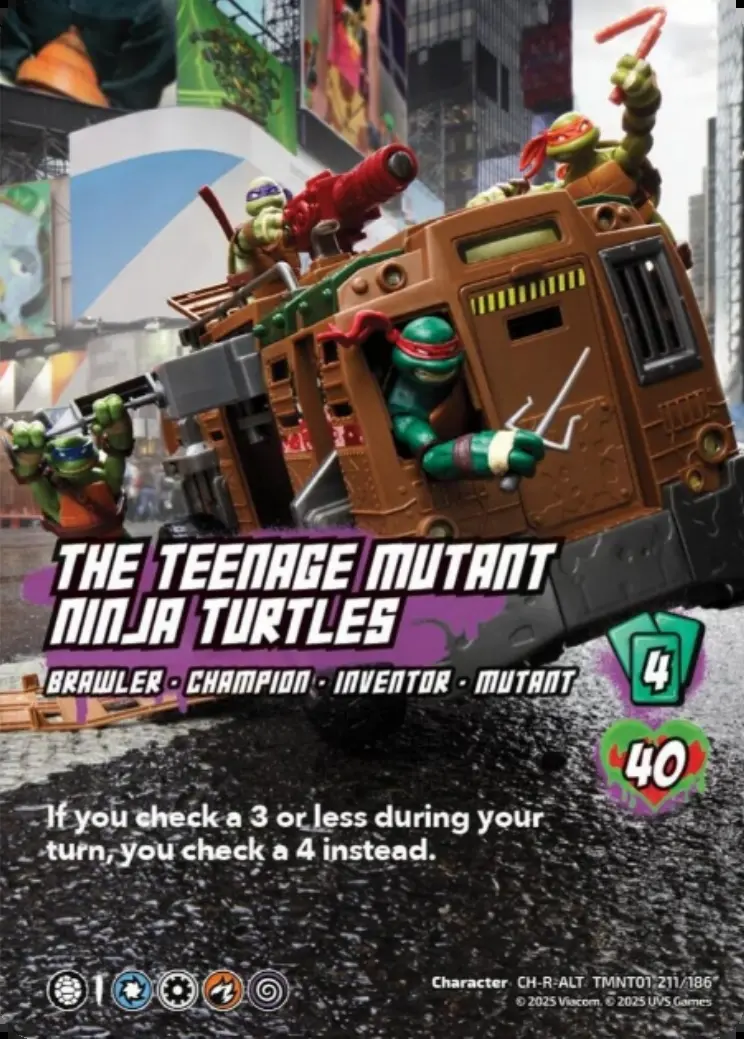 THE TEENAGE MUTANT
NINJA TURTLES
BRAWLER · CHAMPION · INVENTOR · MUTANT
4
40
If you check a 3 or less during your
turn, you check a 4 instead.
Character CH-R-ALT TMNT01 211/186
© 2025 Viacom. © 2025 UVS Games